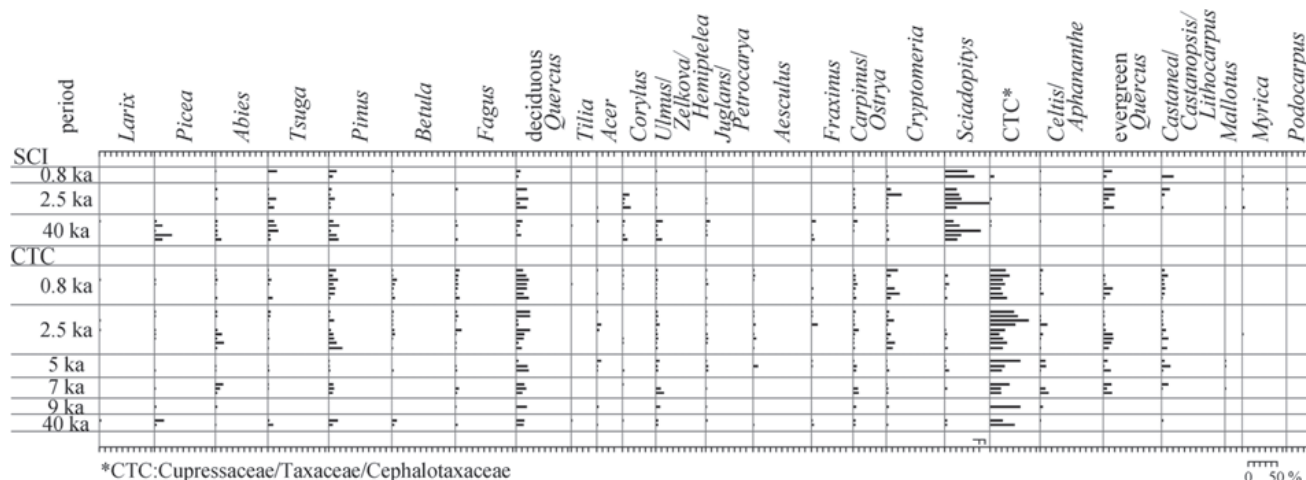 period
Larix
Picea
Abies
Tsuga
Pinus
Betula
Fagus
deciduous
Quercus
Tilia
Acer
Corylus
Ulmus/
Zelkova/
Hemiptelea
Juglans/
Petrocarya
Aesculus
Fraxinus
Carpinus/
Ostrya
Cryptomeria
Sciadopitys
CTC*
Celtis/
Aphananthe
evergreen
Quercus
Castanea/
Castanopsis/
Lithocarpus
Mallotus
Myrica
Podocarpus
SCI
0.8 ka
2.5 ka
40 ka
CTC
0.8 ka
2.5 ka
5 ka
7 ka
9 ka
40 ka
*CTC:Cupressaceae/Taxaceae/Cephalotaxaceae
0 50 %